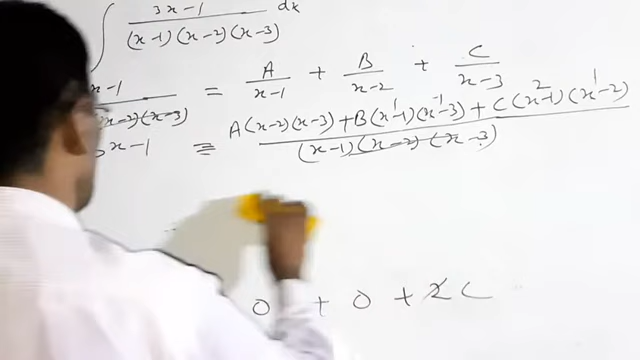 ∫ 3x-1 / (x-1)(x-2)(x-3) dx
x-1 / (x-2)(x-3) = A/x-1 + B/x-2 + C/x-3
x-1 ≡ A(x-2)(x-3) + B(x-1)(x-3) + C(x-1)(x-2) / (x-1)(x-2)(x-3)
0 + 0 + 2C